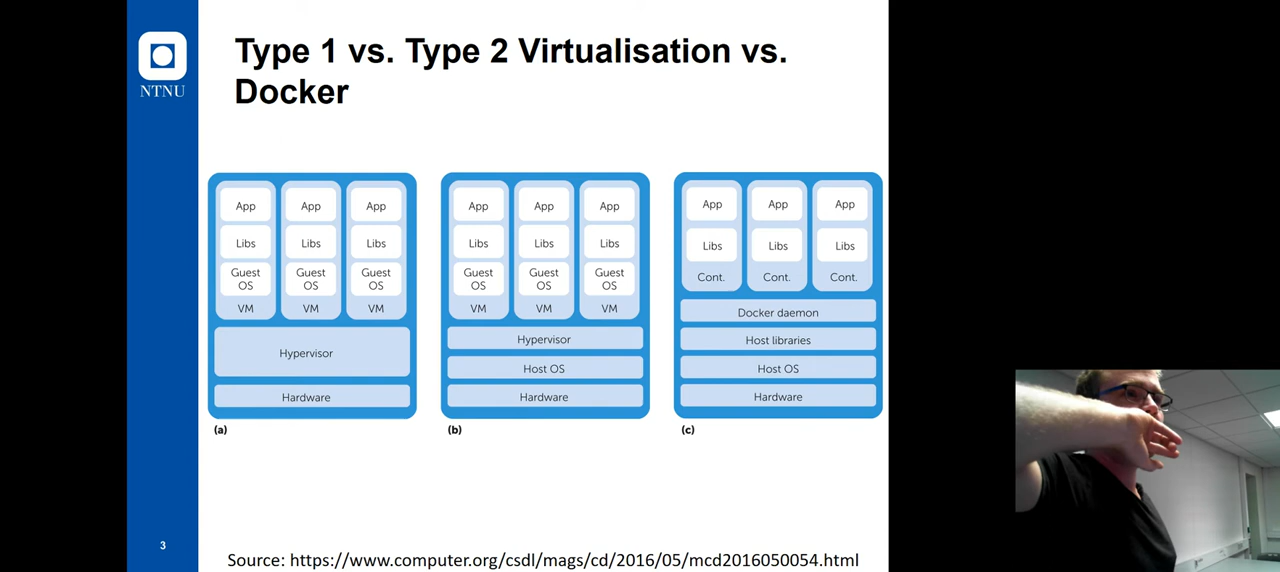 NTNU
Type 1 vs. Type 2 Virtualisation vs.
Docker
App App App
Libs Libs Libs
Guest OS Guest OS Guest OS
VM VM VM
Hypervisor
Hardware
(a)
App App App
Libs Libs Libs
Guest OS Guest OS Guest OS
VM VM VM
Hypervisor
Host OS
Hardware
(b)
App App App
Libs Libs Libs
Cont. Cont. Cont.
Docker daemon
Host libraries
Host OS
Hardware
(c)
3
Source: https://www.computer.org/csdl/mags/cd/2016/05/mcd2016050054.html